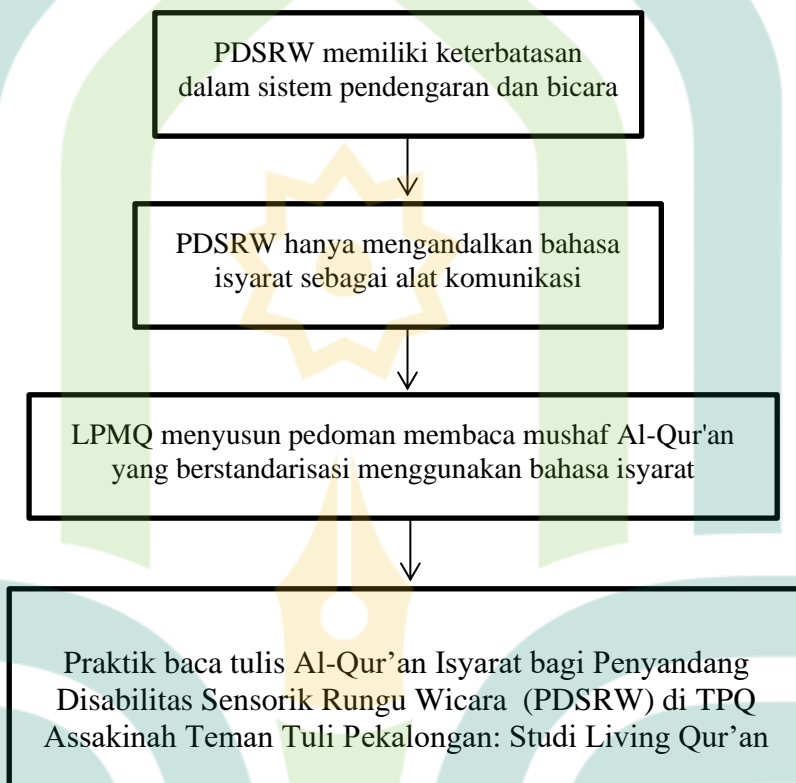 PDSRW memiliki keterbatasan
dalam sistem pendengaran dan bicara
PDSRW hanya mengandalkan bahasa
isyarat sebagai alat komunikasi
LPMQ menyusun pedoman membaca mushaf Al-Qur'an
yang berstandarisasi menggunakan bahasa isyarat
Praktik baca tulis Al-Qur’an Isyarat bagi Penyandang
Disabilitas Sensorik Rungu Wicara (PDSRW) di TPQ
Assakinah Teman Tuli Pekalongan: Studi Living Qur’an